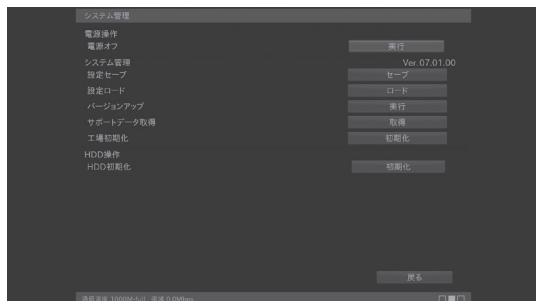 システム管理
電源操作
電源オフ 実行
システム管理 Ver.07.01.00
設定セーブ セーブ
設定ロード ロード
バージョンアップ 実行
サポートデータ取得 取得
工場初期化 初期化
HDD操作
HDD初期化 初期化
戻る
1000M-full 0.0Mbps